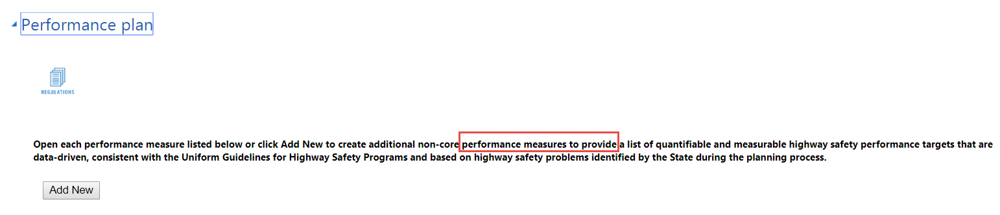 Performance plan
REGULATIONS
Open each performance measure listed below or click Add New to create additional non-core performance measures to provide a list of quantifiable and measurable highway safety performance targets that are
data-driven, consistent with the Uniform Guidelines for Highway Safety Programs and based on highway safety problems identified by the State during the planning process.
Add New